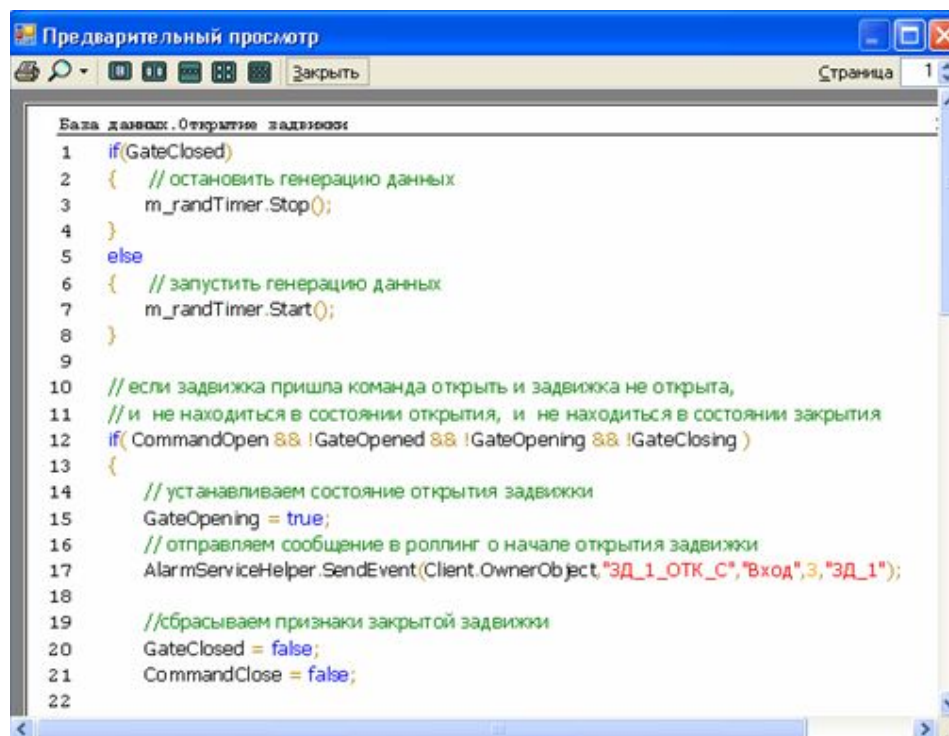 Предварительный просмотр
Закрыть Страница 1
База данных.Открытие задвижки
1 if(GateClosed)
2 { // остановить генерацию данных
3 m_randTimer.Stop();
4 }
5 else
6 { // запустить генерацию данных
7 m_randTimer.Start();
8 }
9
10 // если задвижка пришла команда открыть и задвижка не открыта,
11 // и не находиться в состоянии открытия, и не находиться в состоянии закрытия
12 if( CommandOpen && !GateOpened && !GateOpening && !GateClosing )
13 {
14 // устанавливаем состояние открытия задвижки
15 GateOpening = true;
16 // отправляем сообщение в роллинг о начале открытия задвижки
17 AlarmServiceHelper.SendEvent(Client.OwnerObject,"ЗД_1_ОТК_С","Вход",3,"ЗД_1");
18
19 //сбрасываем признаки закрытой задвижки
20 GateClosed = false;
21 CommandClose = false;
22